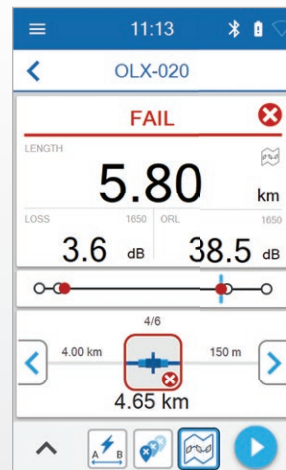 11:13
OLX-020
FAIL
LENGTH
5.80 km
LOSS 1650 ORL 1650
3.6 dB 38.5 dB
4/6
4.00 km 150 m
4.65 km
A B